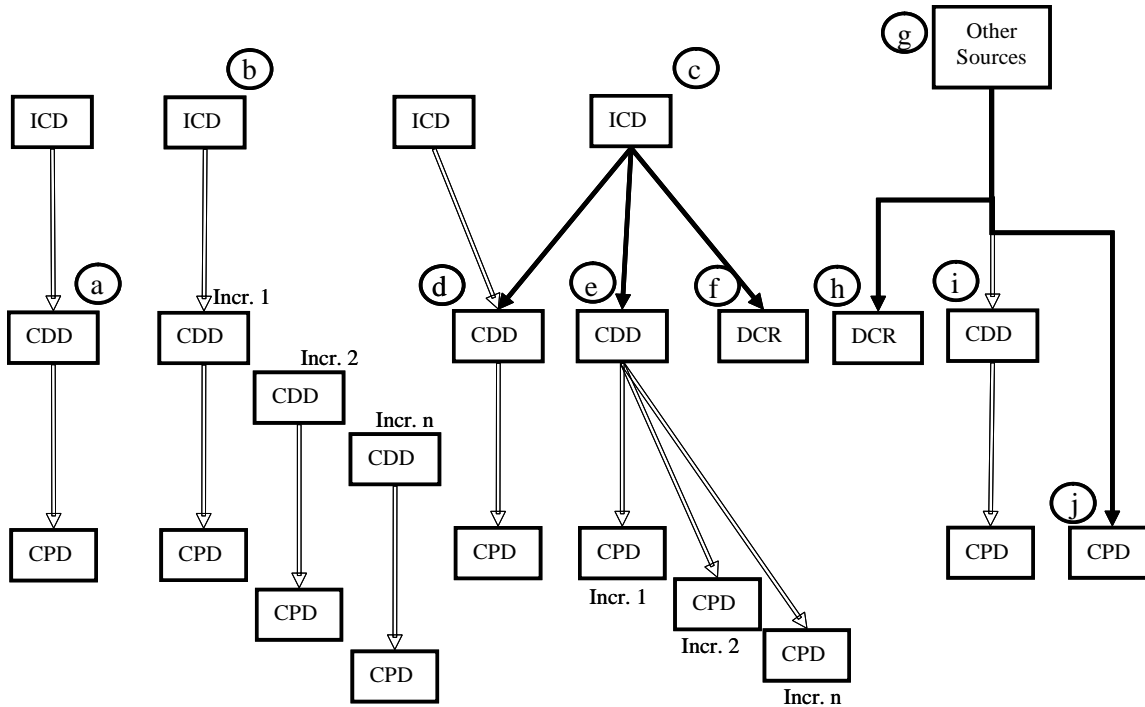 g
Other
Sources
b
c
ICD
ICD
ICD
ICD
a
d
e
f
h
i
Incr. 1
CDD
CDD
CDD
CDD
DCR
DCR
CDD
Incr. 2
CDD
Incr. n
CDD
j
CPD
CPD
CPD
CPD
CPD
CPD
Incr. 1
CPD
CPD
Incr. 2
CPD
CPD
Incr. n